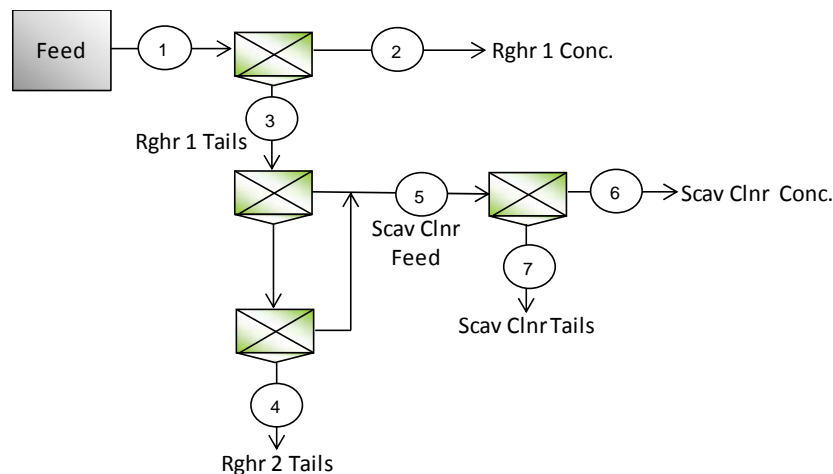 Feed
1
2
Rghr 1 Conc.
3
Rghr 1 Tails
5
6
Scav Clnr Conc.
Scav Clnr
Feed
7
Scav Clnr Tails
4
Rghr 2 Tails